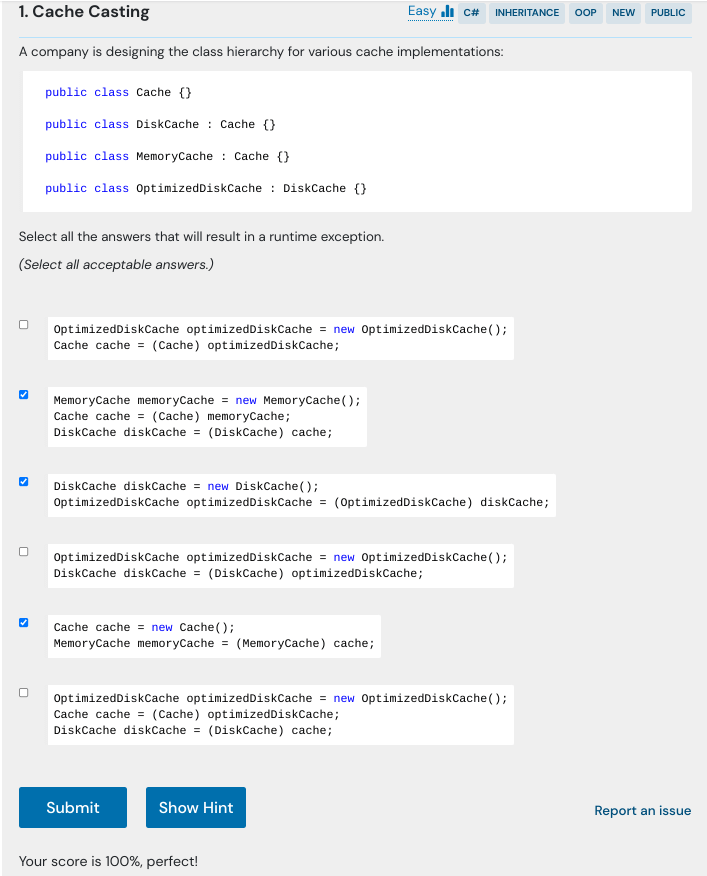 1. Cache Casting
Easy C# INHERITANCE OOP NEW PUBLIC
A company is designing the class hierarchy for various cache implementations:
public class Cache {}
public class DiskCache : Cache {}
public class MemoryCache : Cache {}
public class OptimizedDiskCache : DiskCache {}
Select all the answers that will result in a runtime exception.
(Select all acceptable answers.)
OptimizedDiskCache optimizedDiskCache = new OptimizedDiskCache();
Cache cache = (Cache) optimizedDiskCache;
MemoryCache memoryCache = new MemoryCache();
Cache cache = (Cache) memoryCache;
DiskCache diskCache = (DiskCache) cache;
DiskCache diskCache = new DiskCache();
OptimizedDiskCache optimizedDiskCache = (OptimizedDiskCache) diskCache;
OptimizedDiskCache optimizedDiskCache = new OptimizedDiskCache();
DiskCache diskCache = (DiskCache) optimizedDiskCache;
Cache cache = new Cache();
MemoryCache memoryCache = (MemoryCache) cache;
OptimizedDiskCache optimizedDiskCache = new OptimizedDiskCache();
Cache cache = (Cache) optimizedDiskCache;
DiskCache diskCache = (DiskCache) cache;
Submit Show Hint Report an issue
Your score is 100%, perfect!